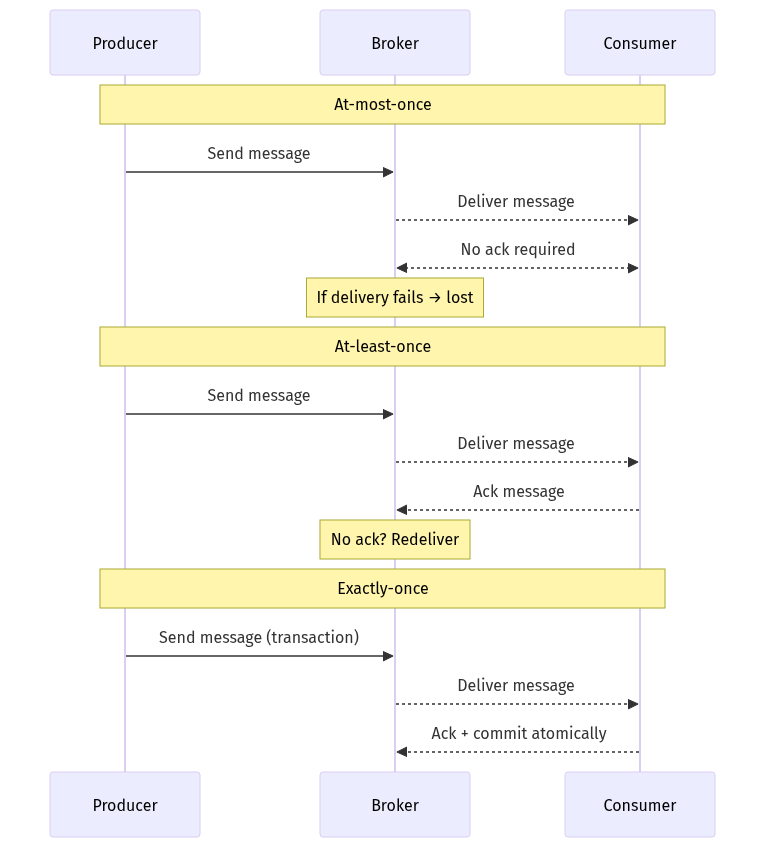 Producer
Broker
Consumer
At-most-once
Send message
Deliver message
No ack required
If delivery fails → lost
At-least-once
Send message
Deliver message
Ack message
No ack? Redeliver
Exactly-once
Send message (transaction)
Deliver message
Ack + commit atomically
Producer
Broker
Consumer